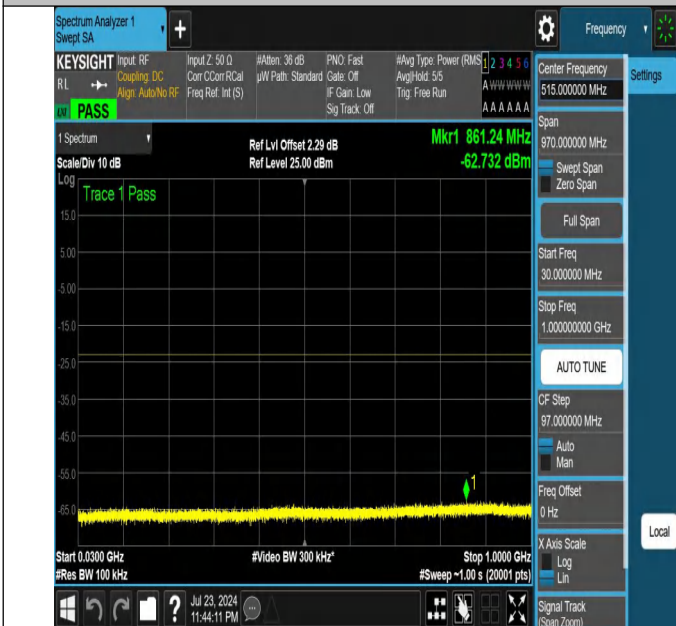 Spectrum Analyzer 1
Swept SA
+
Frequency
KEYSIGHT
RL
PASS
Input: RF
Coupling: DC
Align: Auto/No RF
Input Z: 50 Ω
Corr CCorr RCal
Freq Ref: Int (S)
#Atten: 36 dB
µW Path: Standard
PNO: Fast
Gate: Off
IF Gain: Low
Sig Track: Off
#Avg Type: Power (RMS
Avg|Hold: 5/5
Trig: Free Run
1 2 3 4 5 6
A W W W W W
A A A A A A
1 Spectrum
Scale/Div 10 dB
Ref Lvl Offset 2.29 dB
Ref Level 25.00 dBm
Mkr1 861.24 MHz
-62.732 dBm
Log
Trace 1 Pass
15.0
5.00
-5.00
-15.0
-25.0
-35.0
-45.0
-55.0
-65.0
1
Start 0.0300 GHz
#Res BW 100 kHz
#Video BW 300 kHz*
Stop 1.0000 GHz
#Sweep ~1.00 s (20001 pts)
Jul 23, 2024
11:44:11 PM
?
Center Frequency
515.000000 MHz
Settings
Span
970.000000 MHz
Swept Span
Zero Span
Full Span
Start Freq
30.000000 MHz
Stop Freq
1.000000000 GHz
AUTO TUNE
CF Step
97.000000 MHz
Auto
Man
Freq Offset
0 Hz
Local
X Axis Scale
Log
Lin
Signal Track
(Span Zoom)